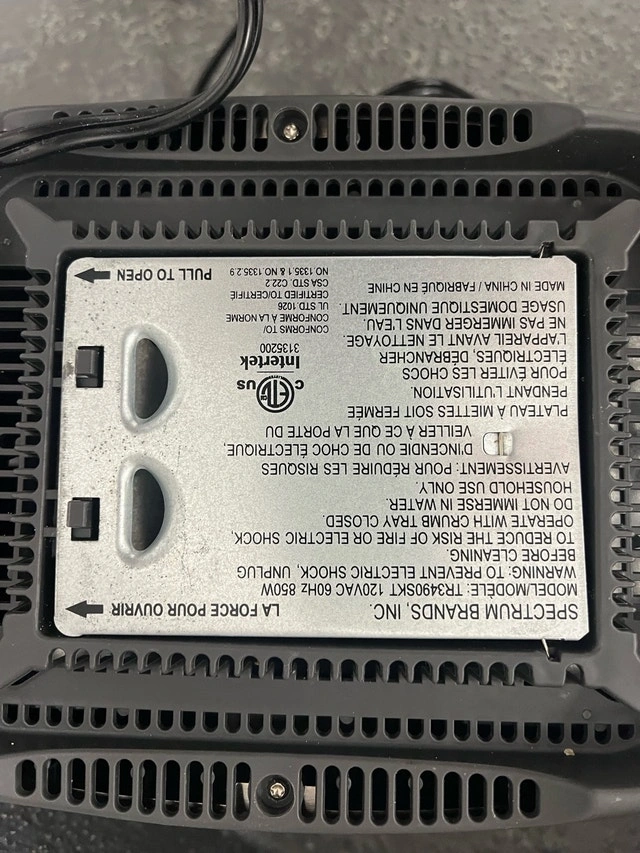 SPECTRUM BRANDS, INC.
MODEL/MODÈLE: TR3490SKT 120VAC 60Hz 850W
WARNING: TO PREVENT ELECTRIC SHOCK, UNPLUG
BEFORE CLEANING.
TO REDUCE THE RISK OF FIRE OR ELECTRIC SHOCK,
OPERATE WITH CRUMB TRAY CLOSED.
DO NOT IMMERSE IN WATER.
HOUSEHOLD USE ONLY.
AVERTISSEMENT: POUR RÉDUIRE LES RISQUES
D'INCENDIE OU DE CHOC ÉLECTRIQUE,
VEILLER À CE QUE LA PORTE DU
PLATEAU À MIETTES SOIT FERMÉE
PENDANT L'UTILISATION.
POUR ÉVITER LES CHOCS
ÉLECTRIQUES, DÉBRANCHER
L'APPAREIL AVANT LE NETTOYAGE.
NE PAS IMMERGER DANS L'EAU.
USAGE DOMESTIQUE UNIQUEMENT.
MADE IN CHINA / FABRIQUÉ EN CHINE
C ETL US
Intertek
3135200
CONFORMS TO/
CONFORME À LA NORME
UL STD. 1026
CERTIFIED TO/CERTIFIÉ
CSA STD. C22.2
NO 1335.1 & NO 1335.2.9
LA FORCE POUR OUVRIR
PULL TO OPEN